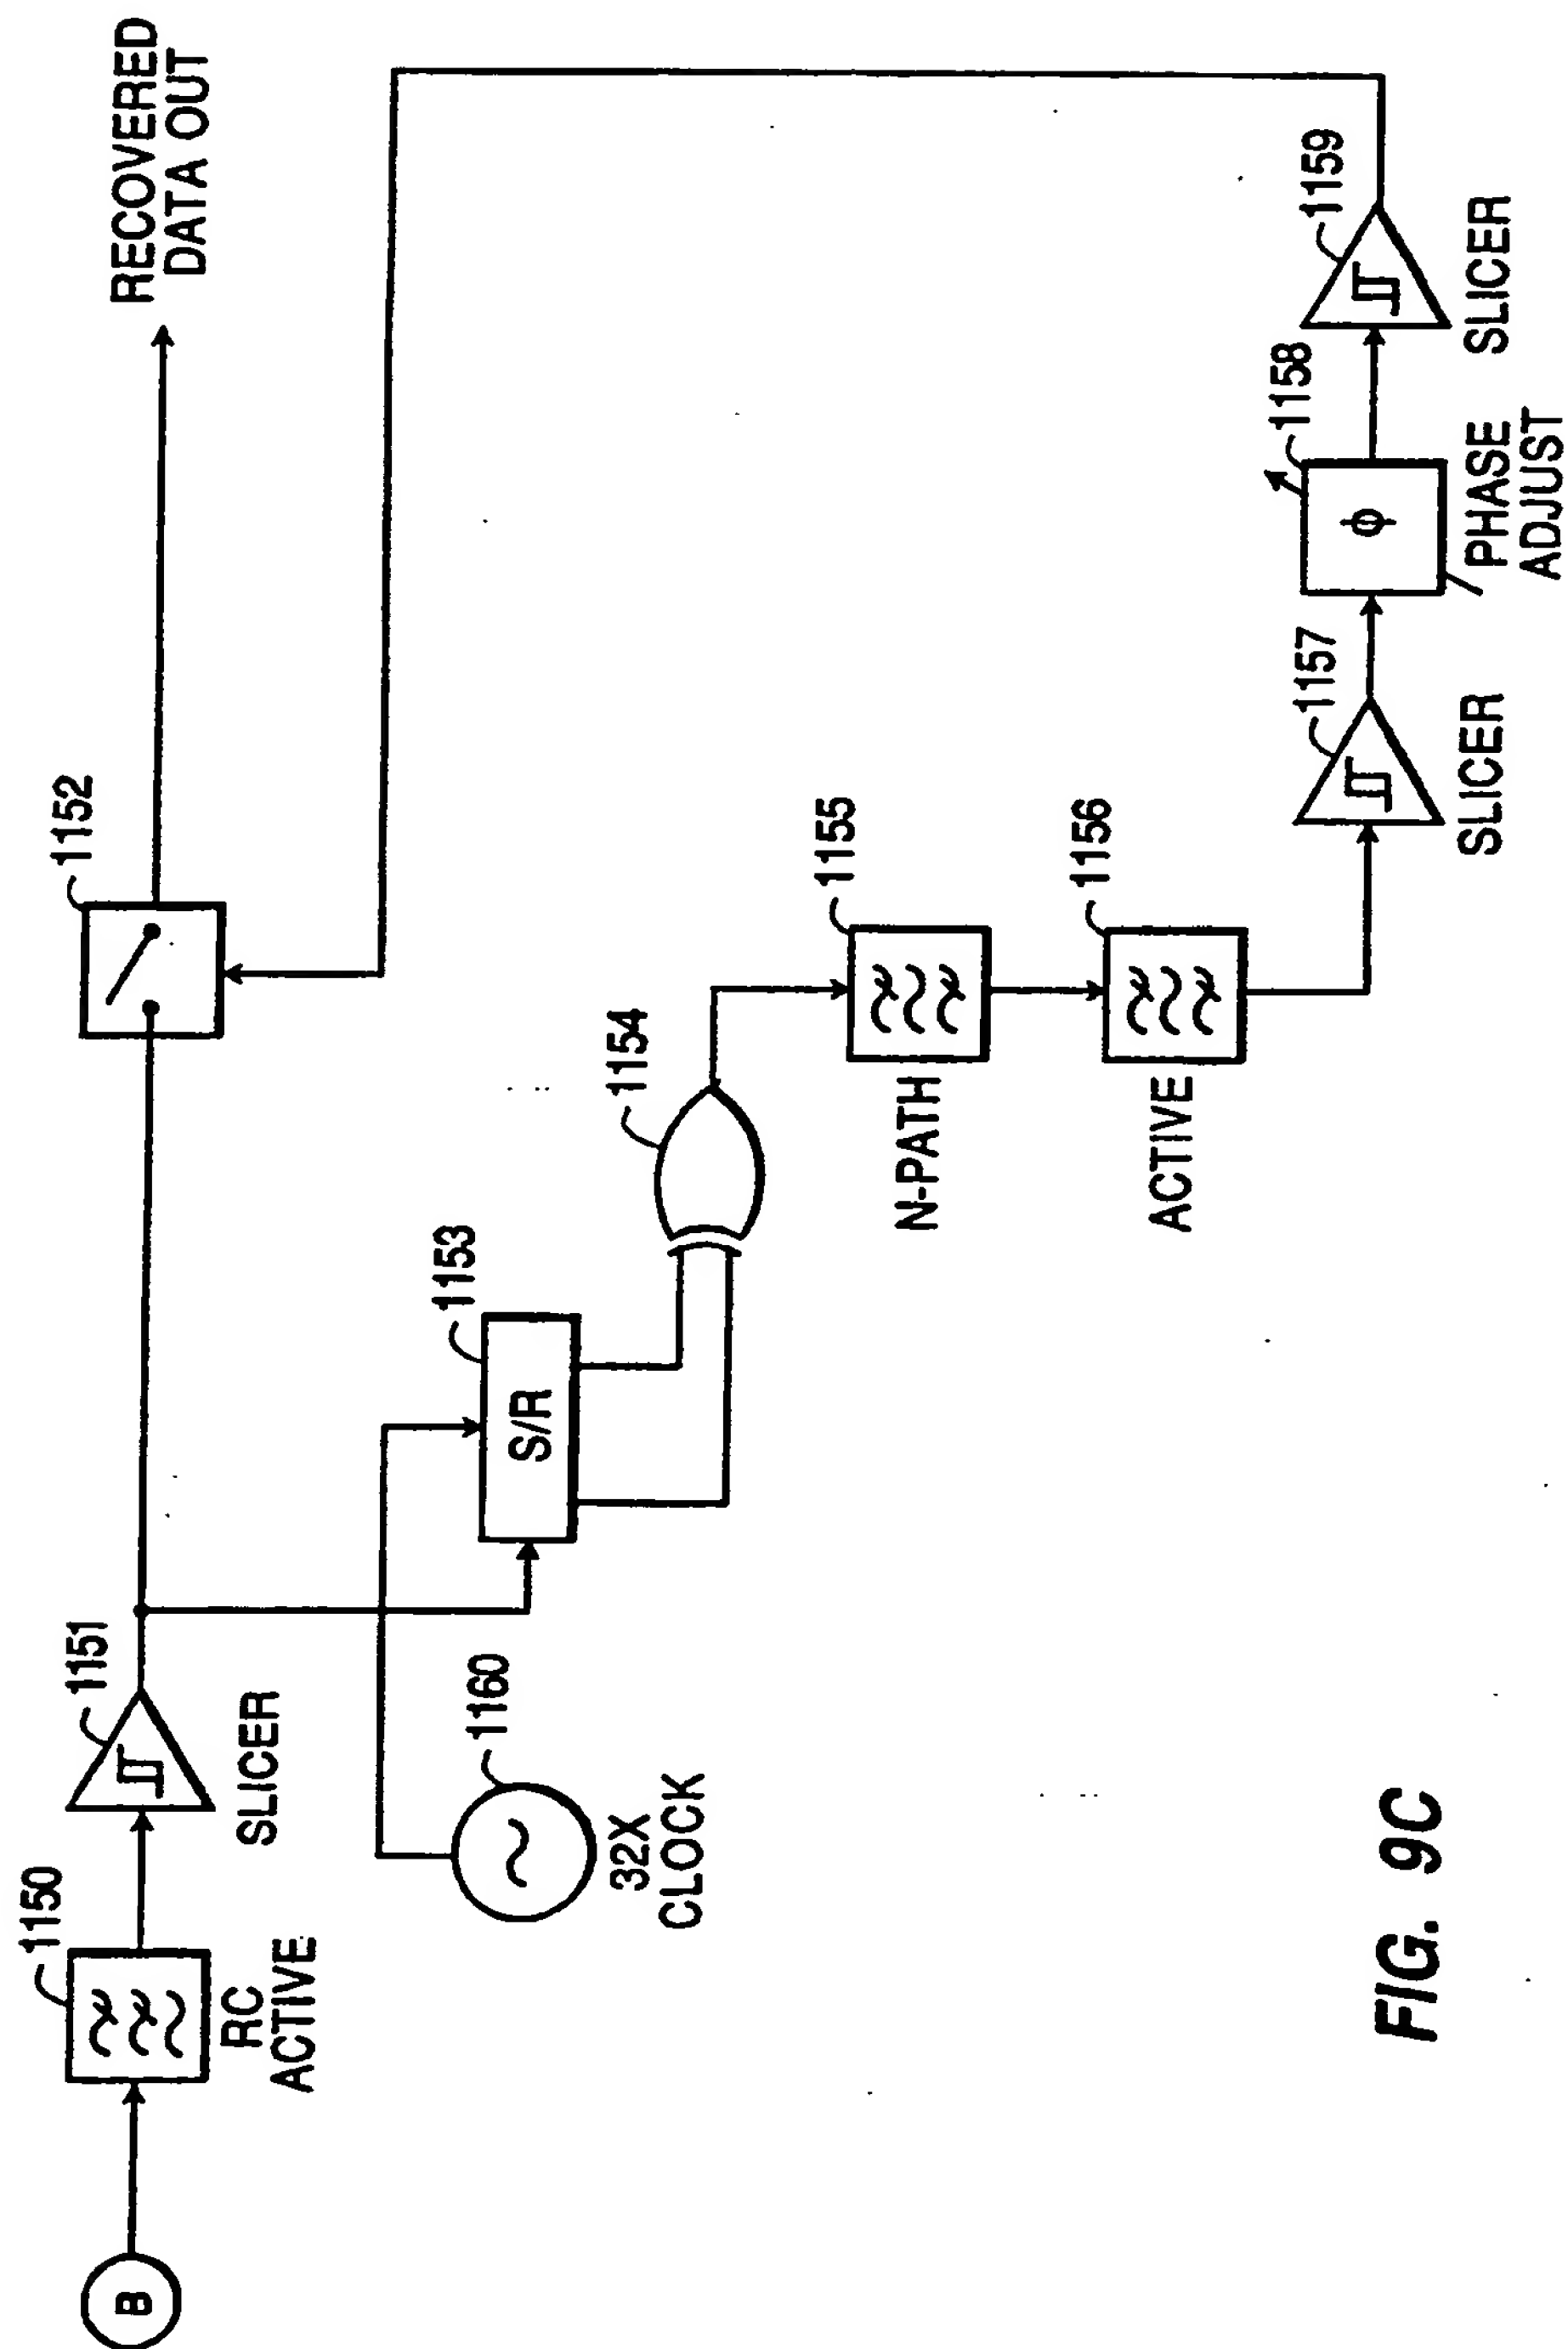 B
1150
RC
ACTIVE
1151
SLICER
1152
RECOVERED
DATA OUT
1160
32X
CLOCK
1153
S/R
1154
1155
N-PATH
1156
ACTIVE
1157
SLICER
1158
ϕ
PHASE
ADJUST
1159
SLICER
FIG. 9C